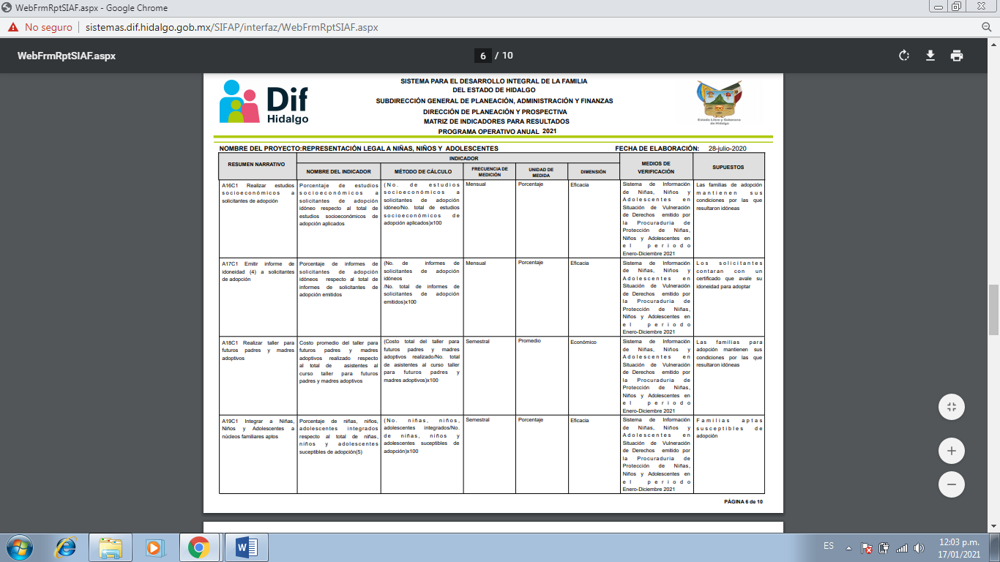 WebFrmRptSIAF.aspx - Google Chrome
No seguro
sistemas.dif.hidalgo.gob.mx/SIFAP/interfaz/WebFrmRptSIAF.aspx
WebFrmRptSIAF.aspx
6 / 10
Dif
Hidalgo
SISTEMA PARA EL DESARROLLO INTEGRAL DE LA FAMILIA
DEL ESTADO DE HIDALGO
SUBDIRECCIÓN GENERAL DE PLANEACIÓN, ADMINISTRACIÓN Y FINANZAS
DIRECCIÓN DE PLANEACIÓN Y PROSPECTIVA
MATRIZ DE INDICADORES PARA RESULTADOS
PROGRAMA OPERATIVO ANUAL 2021
Estado Libre y Soberano
de Hidalgo
NOMBRE DEL PROYECTO:REPRESENTACIÓN LEGAL A NIÑAS, NIÑOS Y ADOLESCENTES
FECHA DE ELABORACIÓN: 28-julio-2020
RESUMEN NARRATIVO
INDICADOR
NOMBRE DEL INDICADOR
MÉTODO DE CÁLCULO
FRECUENCIA DE
MEDICIÓN
UNIDAD DE
MEDIDA
DIMENSIÓN
MEDIOS DE
VERIFICACIÓN
SUPUESTOS
A16C1 Realizar estudios
socioeconómicos a
solicitantes de adopción
Porcentaje de estudios
socioeconómicos a
solicitantes de adopción
idóneo respecto al total de
estudios socioeconómicos de
adopción aplicados
(No. de estudios
socioeconómicos a
solicitantes de adopción
idóneo/No. total de estudios
socioeconómicos de
adopción aplicados)x100
Mensual
Porcentaje
Eficacia
Sistema de Información
de Niñas, Niños y
Adolescentes en
Situación de Vulneración
de Derechos emitido por
la Procuraduría de
Protección de Niñas,
Niños y Adolescentes en
el periodo
Enero-Diciembre 2021
Las familias de adopción
mantienen sus
condiciones por las que
resultaron idóneas
A17C1 Emitir informe de
idoneidad (4) a solicitantes
de adopción
Porcentaje de informes de
solicitantes de adopción
idóneos respecto al total de
informes de solicitantes de
adopción emitidos
(No. de informes de
solicitantes de adopción
idóneos
/No. total de informes de
solicitantes de adopción
emitidos)x100
Mensual
Porcentaje
Eficacia
Sistema de Información
de Niñas, Niños y
Adolescentes en
Situación de Vulneración
de Derechos emitido por
la Procuraduría de
Protección de Niñas,
Niños y Adolescentes en
el periodo
Enero-Diciembre 2021
Los solicitantes
contaran con un
certificado que avale su
idoneidad para adoptar
A18C1 Realizar taller para
futuros padres y madres
adoptivos
Costo promedio del taller para
futuros padres y madres
adoptivos realizado respecto
al total de asistentes al
curso taller para futuros
padres y madres adoptivos
(Costo total del taller para
futuros padres y madres
adoptivos realizado/No. total
de asistentes al curso taller
para futuros padres y
madres adoptivos)x100
Semestral
Promedio
Económico
Sistema de Información
de Niñas, Niños y
Adolescentes en
Situación de Vulneración
de Derechos emitido por
la Procuraduría de
Protección de Niñas,
Niños y Adolescentes en
el periodo
Enero-Diciembre 2021
Las familias para
adopción mantienen sus
condiciones por las que
resultaron idóneas
A19C1 Integrar a Niñas,
Niños y Adolescentes a
núcleos familiares aptos
Porcentaje de niñas, niños,
adolescentes integrados
respecto al total de niñas,
niños y adolescentes
suceptibles de adopción(5)
(No. niñas, niños,
adolescentes integrados/No.
de niñas, niños y
adolescentes suceptibles de
adopción)x100
Semestral
Porcentaje
Eficacia
Sistema de Información
de Niñas, Niños y
Adolescentes en
Situación de Vulneración
de Derechos emitido por
la Procuraduría de
Protección de Niñas,
Niños y Adolescentes en
el periodo
Enero-Diciembre 2021
Familias aptas
susceptibles de
adopción
PÁGINA 6 de 10
ES
12:03 p.m.
17/01/2021